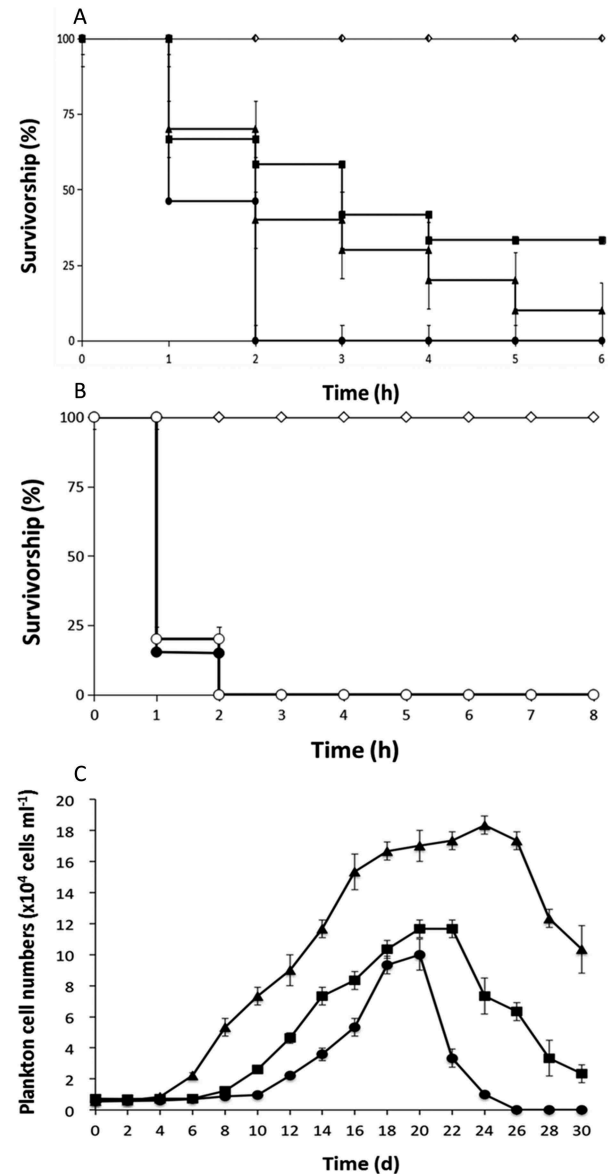 A
Survivorship (%)
100
75
50
25
0
0 1 2 3 4 5 6
Time (h)
B
Survivorship (%)
100
75
50
25
0
0 1 2 3 4 5 6 7 8
Time (h)
C
Plankton cell numbers (x10⁴ cells ml⁻¹)
20
18
16
14
12
10
8
6
4
2
0
0 2 4 6 8 10 12 14 16 18 20 22 24 26 28 30
Time (d)